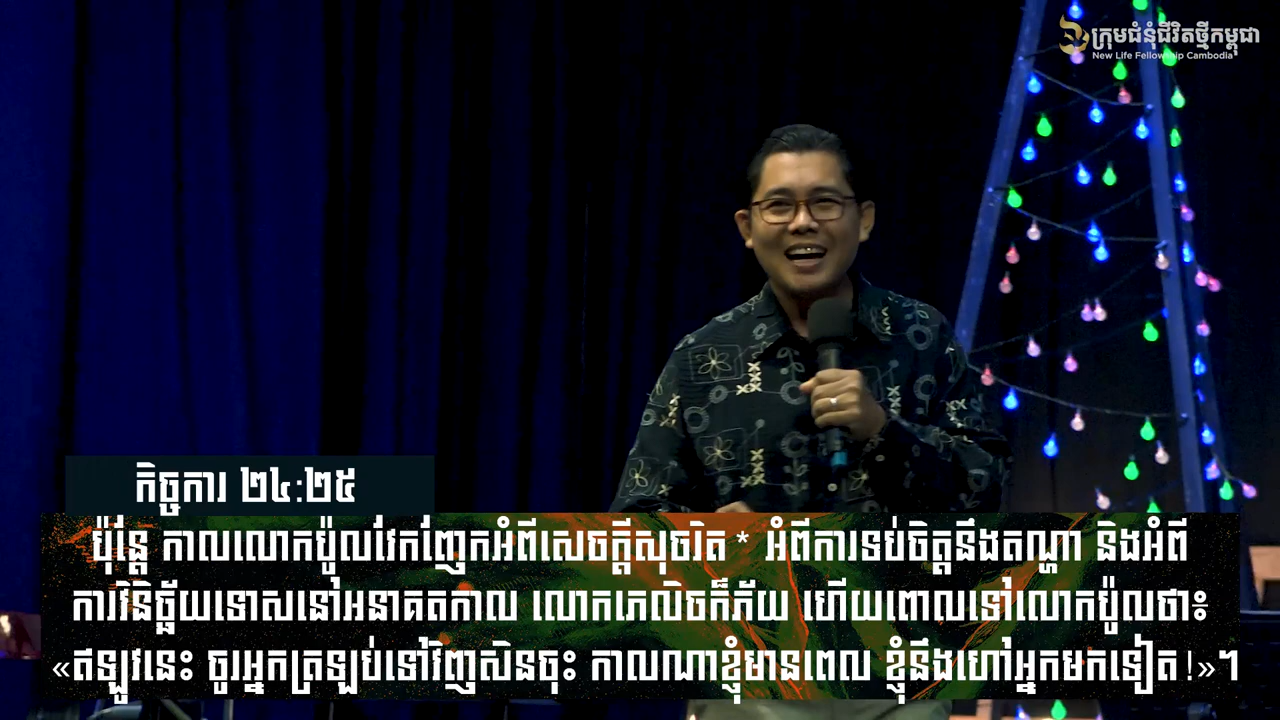 ក្រុមជំនុំជីវិតថ្មីកម្ពុជា
New Life Fellowship Cambodia
កិច្ចការ ២៤:២៥
ប៉ុន្តែ កាលលោកប៉ូលវែកញែកអំពីសេចក្ដីសុចរិត* អំពីការទប់ចិត្តនឹងតណ្ហា និងអំពី
ការវិនិច្ឆ័យទោសនៅអនាគតកាល លោកភេលិចក៏ភ័យ ហើយពោលទៅលោកប៉ូលថា៖
«ឥឡូវនេះ ចូរអ្នកត្រឡប់ទៅវិញសិនចុះ កាលណាខ្ញុំមានពេល ខ្ញុំនឹងហៅអ្នកមកទៀត!»។